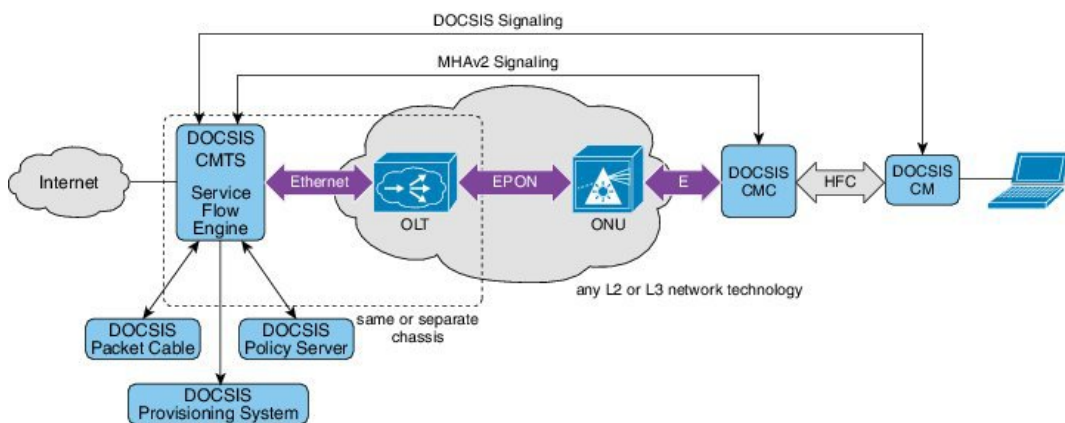 DOCSIS Signaling
MHAv2 Signaling
DOCSIS
CMTS
Service
Flow
Engine
Internet
Ethernet
OLT
EPON
ONU
E
DOCSIS
CMC
HFC
DOCSIS
CM
any L2 or L3 network technology
same or separate
chassis
DOCSIS
Packet Cable
DOCSIS
Policy Server
DOCSIS
Provisioning System